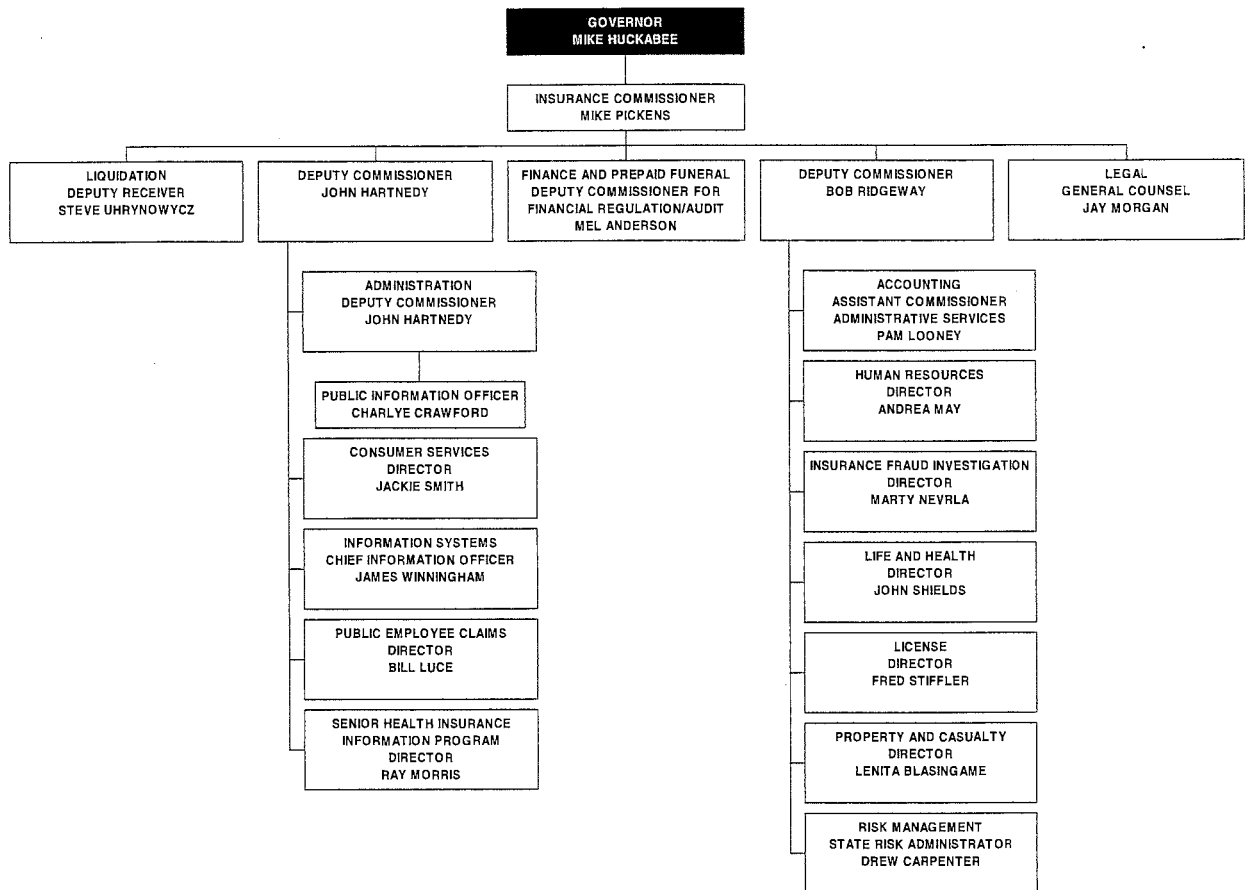 GOVERNOR
MIKE HUCKABEE
INSURANCE COMMISSIONER
MIKE PICKENS
LIQUIDATION
DEPUTY RECEIVER
STEVE UHRYNOWYCZ
DEPUTY COMMISSIONER
JOHN HARTNEDY
FINANCE AND PREPAID FUNERAL
DEPUTY COMMISSIONER FOR
FINANCIAL REGULATION/AUDIT
MEL ANDERSON
DEPUTY COMMISSIONER
BOB RIDGEWAY
LEGAL
GENERAL COUNSEL
JAY MORGAN
ADMINISTRATION
DEPUTY COMMISSIONER
JOHN HARTNEDY
PUBLIC INFORMATION OFFICER
CHARLYE CRAWFORD
CONSUMER SERVICES
DIRECTOR
JACKIE SMITH
INFORMATION SYSTEMS
CHIEF INFORMATION OFFICER
JAMES WINNINGHAM
PUBLIC EMPLOYEE CLAIMS
DIRECTOR
BILL LUCE
SENIOR HEALTH INSURANCE
INFORMATION PROGRAM
DIRECTOR
RAY MORRIS
ACCOUNTING
ASSISTANT COMMISSIONER
ADMINISTRATIVE SERVICES
PAM LOONEY
HUMAN RESOURCES
DIRECTOR
ANDREA MAY
INSURANCE FRAUD INVESTIGATION
DIRECTOR
MARTY NEVRLA
LIFE AND HEALTH
DIRECTOR
JOHN SHIELDS
LICENSE
DIRECTOR
FRED STIFFLER
PROPERTY AND CASUALTY
DIRECTOR
LENITA BLASINGAME
RISK MANAGEMENT
STATE RISK ADMINISTRATOR
DREW CARPENTER